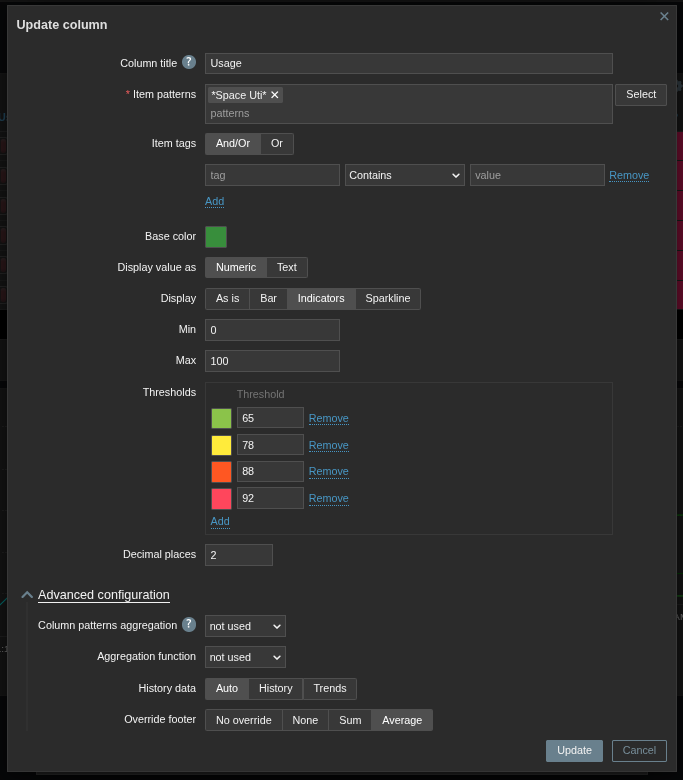 Update column
Column title ? Usage
* Item patterns *Space Uti* ✕ Select
patterns
Item tags And/Or Or
tag Contains value Remove
Add
Base color
Display value as Numeric Text
Display As is Bar Indicators Sparkline
Min 0
Max 100
Thresholds Threshold
65 Remove
78 Remove
88 Remove
92 Remove
Add
Decimal places 2
Advanced configuration
Column patterns aggregation ? not used
Aggregation function not used
History data Auto History Trends
Override footer No override None Sum Average
Update Cancel